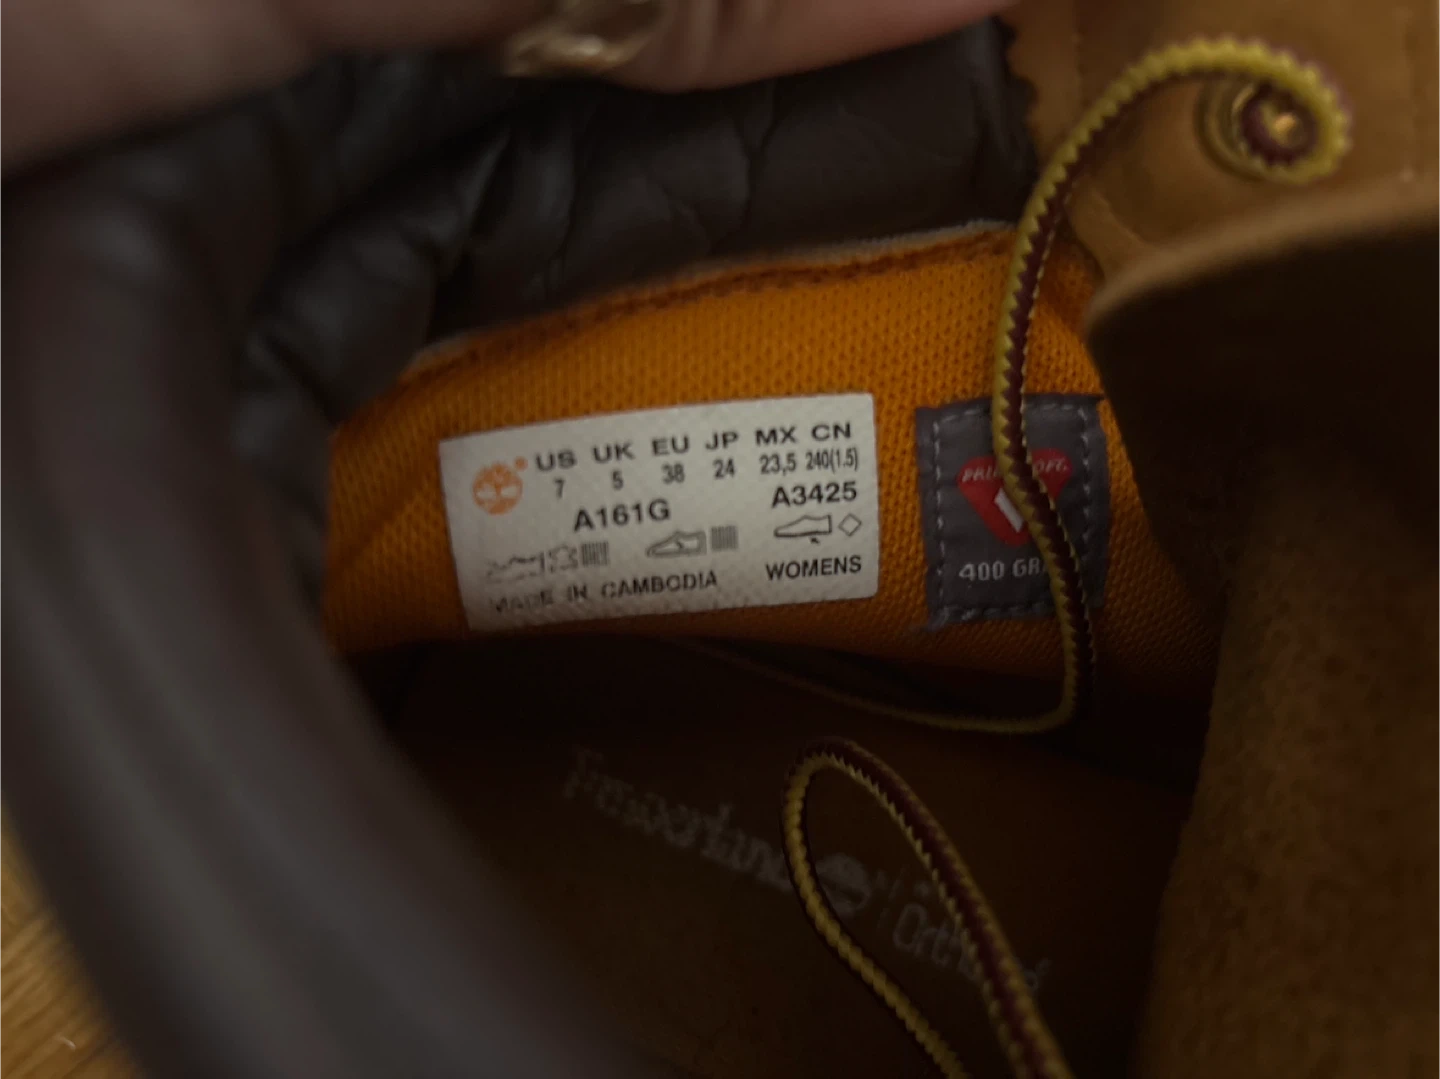 US UK EU JP MX CN
7 5 38 24 23,5 240(1.5)
A161G A3425
MADE IN CAMBODIA WOMENS
400
Timberland